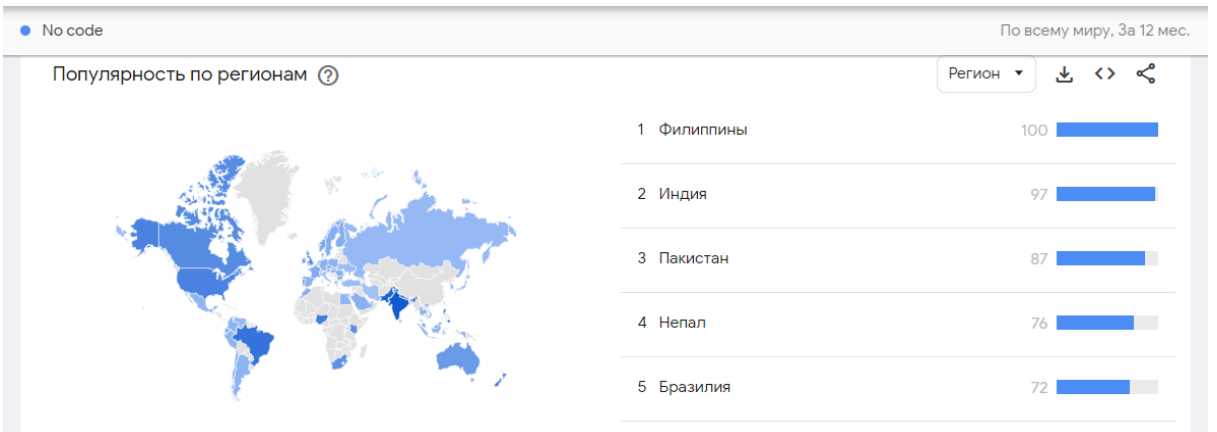 No code
По всему миру, За 12 мес.
Популярность по регионам ?
Регион
1 Филиппины 100
2 Индия 97
3 Пакистан 87
4 Непал 76
5 Бразилия 72